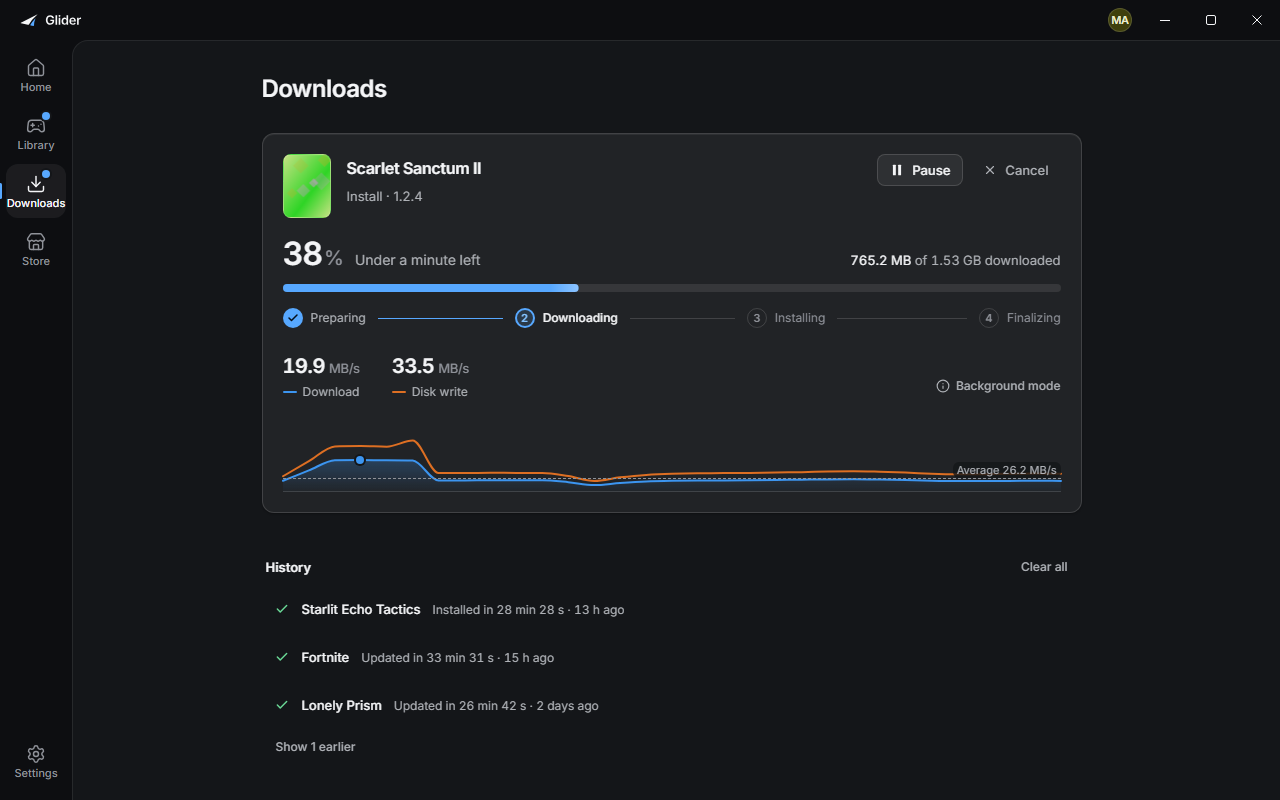 Glider
MA
Home
Library
Downloads
Store
Settings
Downloads
Scarlet Sanctum II
Install · 1.2.4
Pause
Cancel
38% Under a minute left
765.2 MB of 1.53 GB downloaded
Preparing
2 Downloading
3 Installing
4 Finalizing
19.9 MB/s
Download
33.5 MB/s
Disk write
Background mode
Average 26.2 MB/s
History
Clear all
Starlit Echo Tactics Installed in 28 min 28 s · 13 h ago
Fortnite Updated in 33 min 31 s · 15 h ago
Lonely Prism Updated in 26 min 42 s · 2 days ago
Show 1 earlier